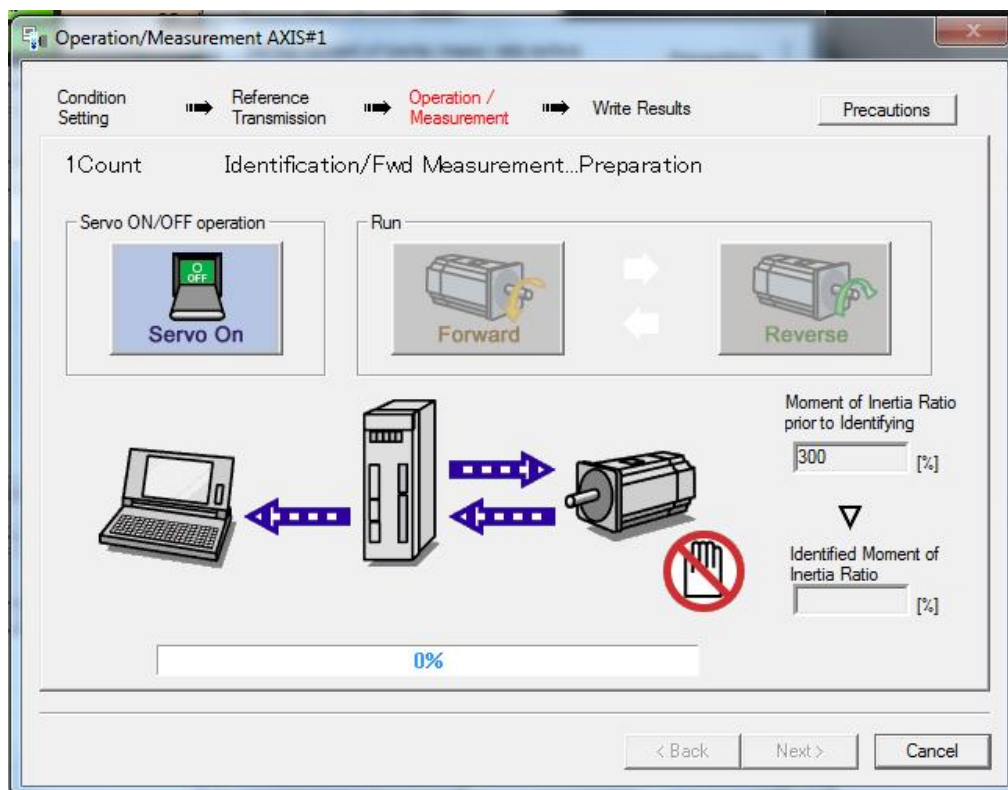 Operation/Measurement AXIS#1
Condition
Setting
Reference
Transmission
Operation /
Measurement
Write Results
Precautions
1Count Identification/Fwd Measurement...Preparation
Servo ON/OFF operation
Run
OFF
Servo On
Forward
Reverse
Moment of Inertia Ratio
prior to Identifying
300 [%]
Identified Moment of
Inertia Ratio
[%]
0%
< Back
Next >
Cancel